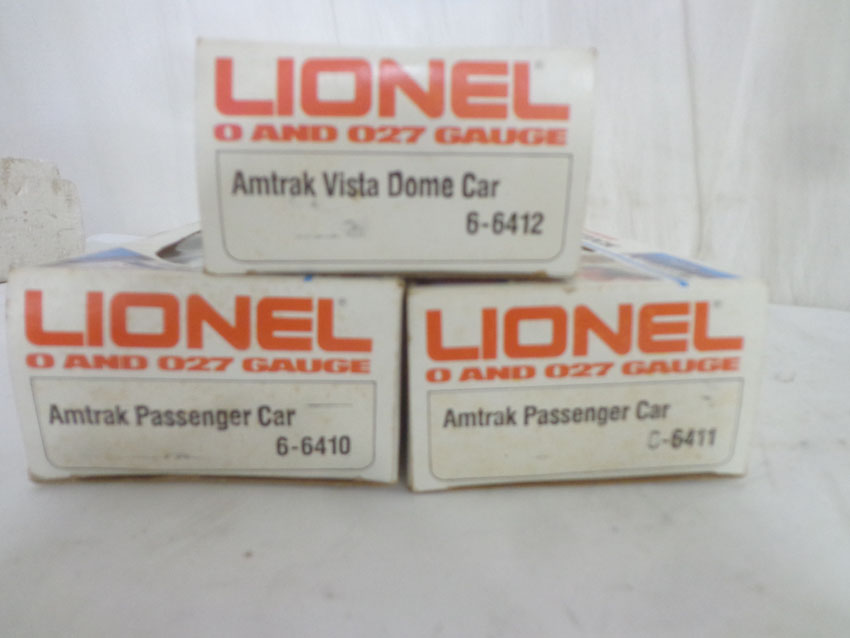 LIONEL
O AND O27 GAUGE
Amtrak Vista Dome Car
6-6412
LIONEL
O AND O27 GAUGE
Amtrak Passenger Car
6-6410
LIONEL
O AND O27 GAUGE
Amtrak Passenger Car
6-6411